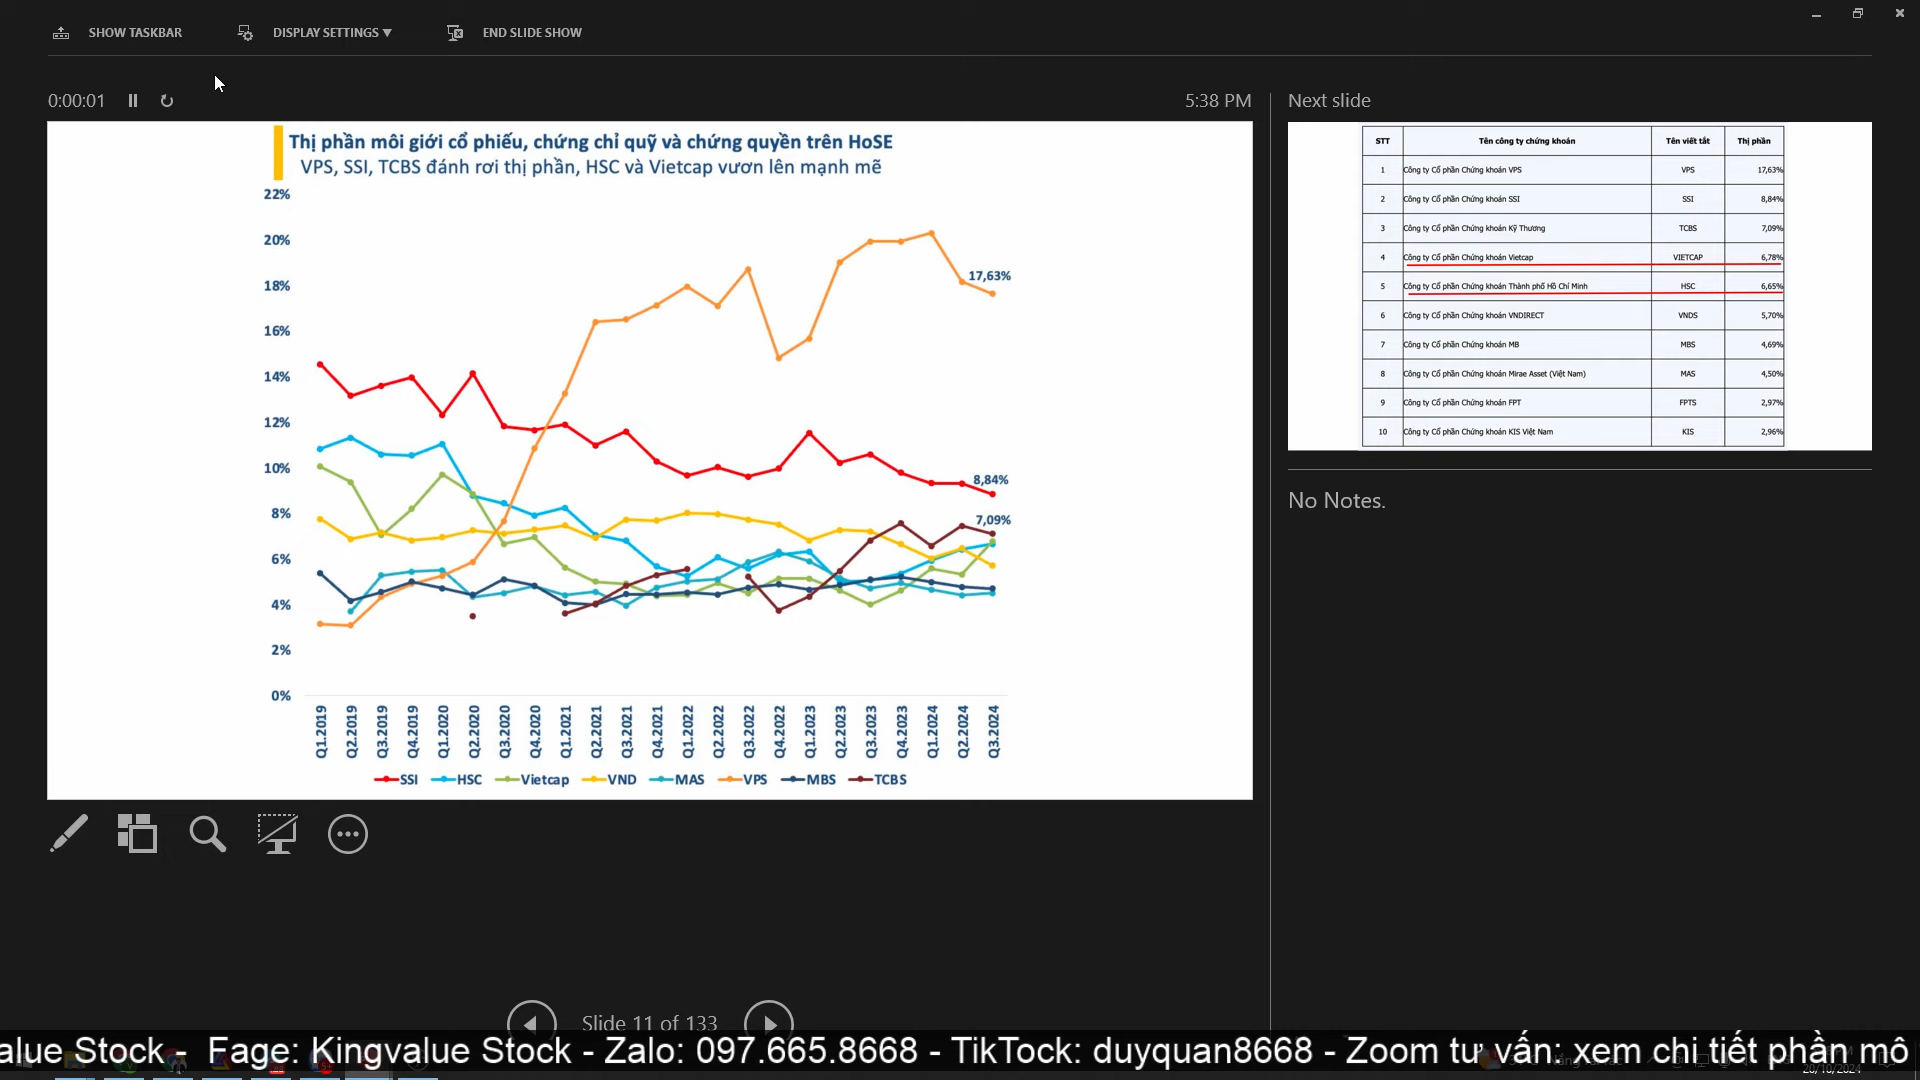 SHOW TASKBAR
DISPLAY SETTINGS ▼
END SLIDE SHOW
0:00:01
5:38 PM
Thị phần môi giới cổ phiếu, chứng chỉ quỹ và chứng quyền trên HoSE
VPS, SSI, TCBS đánh rơi thị phần, HSC và Vietcap vươn lên mạnh mẽ
22%
20%
18%
16%
14%
12%
10%
8%
6%
4%
2%
0%
17,63%
8,84%
7,09%
Q1.2019
Q2.2019
Q3.2019
Q4.2019
Q1.2020
Q2.2020
Q3.2020
Q4.2020
Q1.2021
Q2.2021
Q3.2021
Q4.2021
Q1.2022
Q2.2022
Q3.2022
Q4.2022
Q1.2023
Q2.2023
Q3.2023
Q4.2023
Q1.2024
Q2.2024
Q3.2024
SSI HSC Vietcap VND MAS VPS MBS TCBS
Slide 11 of 133
Next slide
STT Tên công ty chứng khoán Tên viết tắt Thị phần
1 Công ty Cổ phần Chứng khoán VPS VPS 17,63%
2 Công ty Cổ phần Chứng khoán SSI SSI 8,84%
3 Công ty Cổ phần Chứng khoán Kỹ Thương TCBS 7,09%
4 Công ty Cổ phần Chứng khoán Vietcap VIETCAP 6,78%
5 Công ty Cổ phần Chứng khoán Thành phố Hồ Chí Minh HSC 6,65%
6 Công ty Cổ phần Chứng khoán VNDIRECT VNDS 5,70%
7 Công ty Cổ phần Chứng khoán MB MBS 4,69%
8 Công ty Cổ phần Chứng khoán Mirae Asset (Việt Nam) MAS 4,50%
9 Công ty Cổ phần Chứng khoán FPT FPTS 2,97%
10 Công ty Cổ phần Chứng khoán KIS Việt Nam KIS 2,96%
No Notes.
alue Stock - Fage: Kingvalue Stock - Zalo: 097.665.8668 - TikTock: duyquan8668 - Zoom tư vấn: xem chi tiết phần mô
20/10/2024